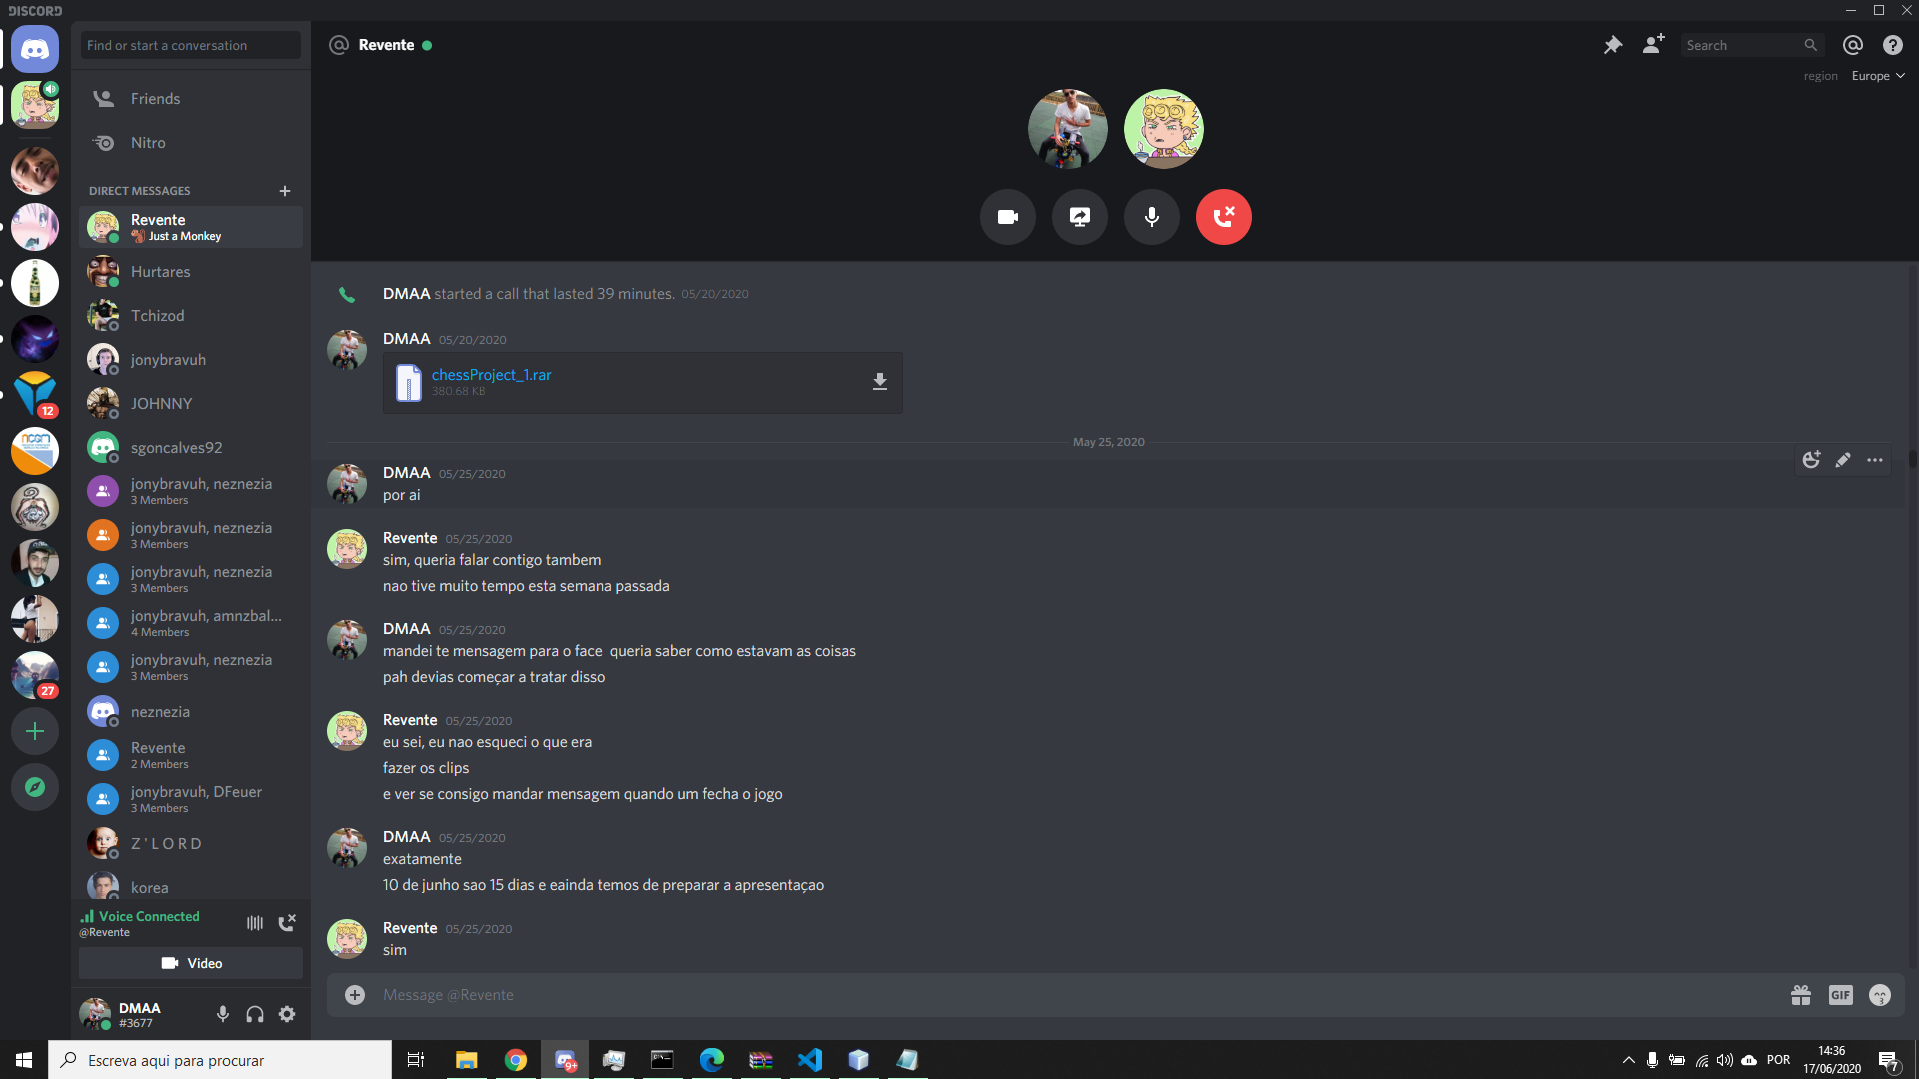 DISCORD
Find or start a conversation
Friends
Nitro
DIRECT MESSAGES
Revente
Just a Monkey
Hurtares
Tchizod
jonybravuh
JOHNNY
sgoncalves92
jonybravuh, neznezia
3 Members
jonybravuh, neznezia
3 Members
jonybravuh, neznezia
3 Members
jonybravuh, amnzbal...
4 Members
jonybravuh, neznezia
3 Members
neznezia
Revente
2 Members
jonybravuh, DFeuer
3 Members
Z ' L O R D
korea
Voice Connected
@Revente
Video
DMAA
#3677
12
NCGM
27
Revente
Search
region Europe
DMAA started a call that lasted 39 minutes. 05/20/2020
DMAA 05/20/2020
chessProject_1.rar
380.68 KB
May 25, 2020
DMAA 05/25/2020
por ai
Revente 05/25/2020
sim, queria falar contigo tambem
nao tive muito tempo esta semana passada
DMAA 05/25/2020
mandei te mensagem para o face  queria saber como estavam as coisas
pah devias começar a tratar disso
Revente 05/25/2020
eu sei, eu nao esqueci o que era
fazer os clips
e ver se consigo mandar mensagem quando um fecha o jogo
DMAA 05/25/2020
exatamente
10 de junho sao 15 dias e eainda temos de preparar a apresentaçao
Revente 05/25/2020
sim
Message @Revente
GIF
Escreva aqui para procurar
9+
POR
14:36
17/06/2020
7